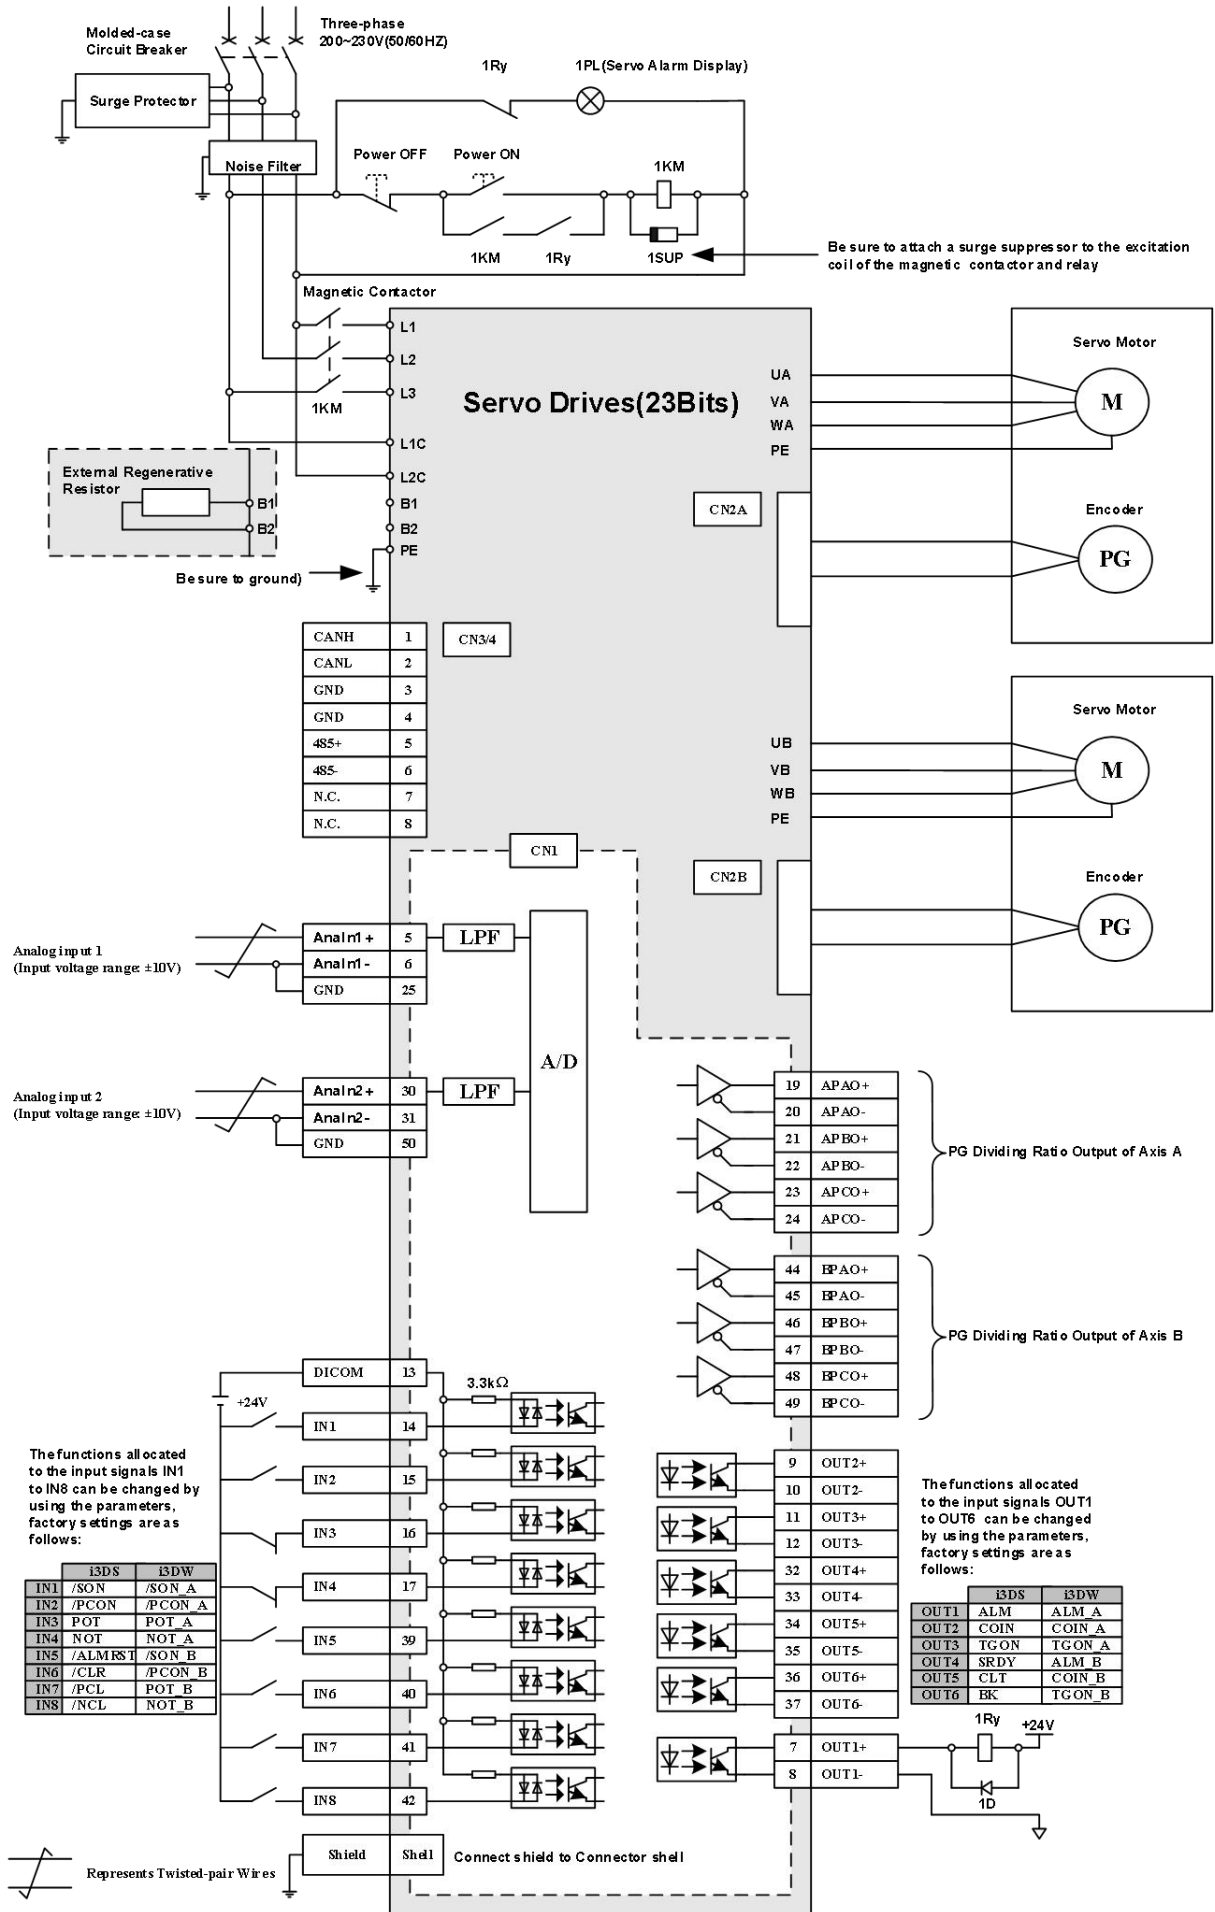 Molded-case
Circuit Breaker
Three-phase
200~230V(50/60HZ)
Surge Protector
Noise Filter
1Ry
1PL(Servo Alarm Display)
Power OFF
Power ON
1KM
1KM
1Ry
1SUP
Be sure to attach a surge suppressor to the excitation
coil of the magnetic contactor and relay
Magnetic Contactor
1KM
L1
L2
L3
L1C
L2C
B1
B2
PE
Servo Drives(23Bits)
External Regenerative
Resistor
B1
B2
Be sure to ground)
UA
VA
WA
PE
CN2A
Servo Motor
M
Encoder
PG
CANH 1
CANL 2
GND 3
GND 4
485+ 5
485- 6
N.C. 7
N.C. 8
CN3/4
UB
VB
WB
PE
CN2B
Servo Motor
M
Encoder
PG
CN1
Analog input 1
(Input voltage range: ±10V)
AnaIn1+ 5
AnaIn1- 6
GND 25
LPF
A/D
Analog input 2
(Input voltage range: ±10V)
AnaIn2+ 30
AnaIn2- 31
GND 50
LPF
19 APAO+
20 APAO-
21 APBO+
22 APBO-
23 APCO+
24 APCO-
PG Dividing Ratio Output of Axis A
44 BPAO+
45 BPAO-
46 BPBO+
47 BPBO-
48 BPCO+
49 BPCO-
PG Dividing Ratio Output of Axis B
DICOM 13
+24V
3.3kΩ
IN1 14
IN2 15
IN3 16
IN4 17
IN5 39
IN6 40
IN7 41
IN8 42
The functions allocated
to the input signals IN1
to IN8 can be changed by
using the parameters,
factory settings are as
follows:
i3DS i3DW
IN1 /SON /SON_A
IN2 /PCON /PCON_A
IN3 POT POT_A
IN4 NOT NOT_A
IN5 /ALMRST /SON_B
IN6 /CLR /PCON_B
IN7 /PCL POT_B
IN8 /NCL NOT_B
9 OUT2+
10 OUT2-
11 OUT3+
12 OUT3-
32 OUT4+
33 OUT4-
34 OUT5+
35 OUT5-
36 OUT6+
37 OUT6-
7 OUT1+
8 OUT1-
The functions allocated
to the input signals OUT1
to OUT6 can be changed
by using the parameters,
factory settings are as
follows:
i3DS i3DW
OUT1 ALM ALM_A
OUT2 COIN COIN_A
OUT3 TGON TGON_A
OUT4 SRDY ALM_B
OUT5 CLT COIN_B
OUT6 BK TGON_B
1Ry
+24V
1D
Shield Shell
Connect shield to Connector shell
Represents Twisted-pair Wires